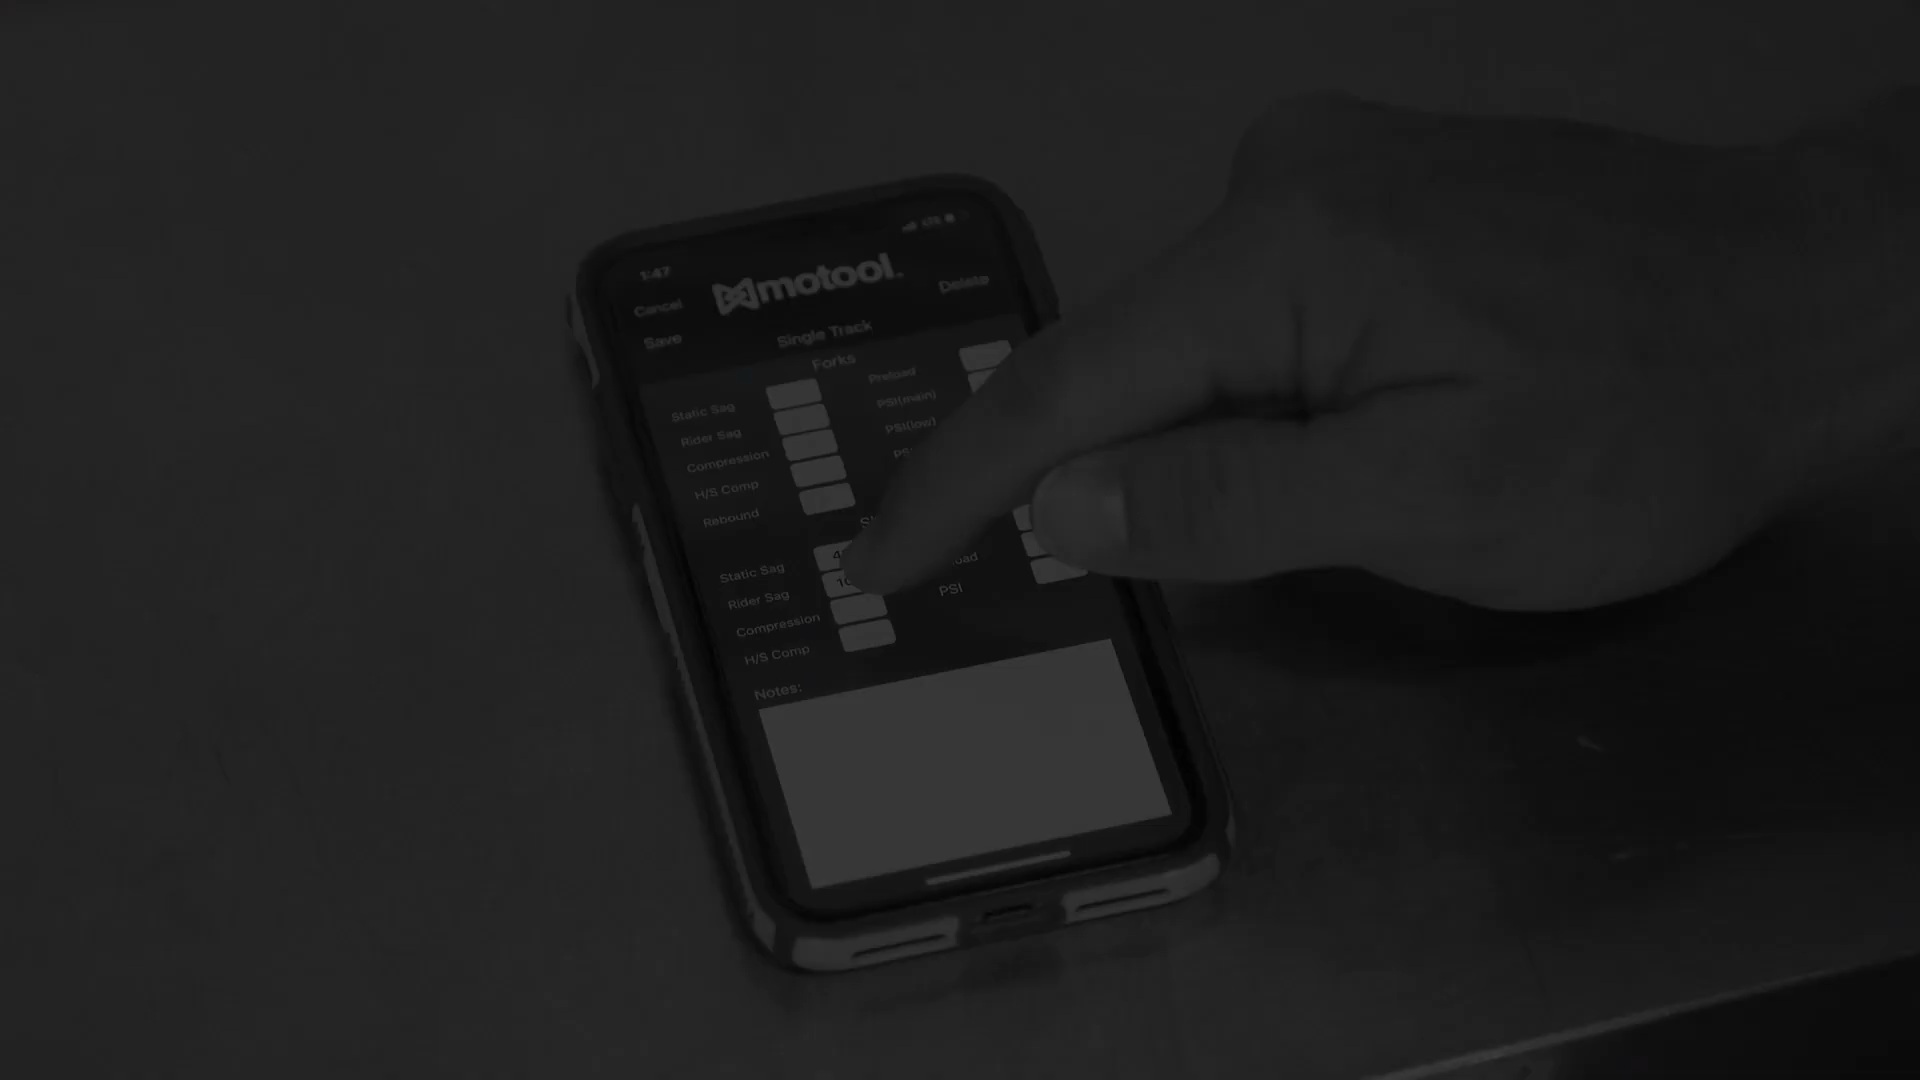 1:47 LTE
Cancel motool. Delete
Save Single Track
Forks
Static Sag Preload
Rider Sag PSI(main)
Compression PSI(low)
H/S Comp
Rebound
Static Sag
Rider Sag
Compression PSI
H/S Comp
Notes: